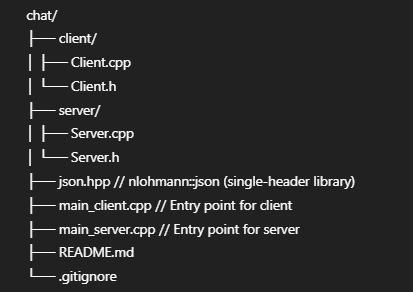 chat/
├── client/
│ ├── Client.cpp
│ └── Client.h
├── server/
│ ├── Server.cpp
│ └── Server.h
├── json.hpp // nlohmann::json (single-header library)
├── main_client.cpp // Entry point for client
├── main_server.cpp // Entry point for server
├── README.md
└── .gitignore